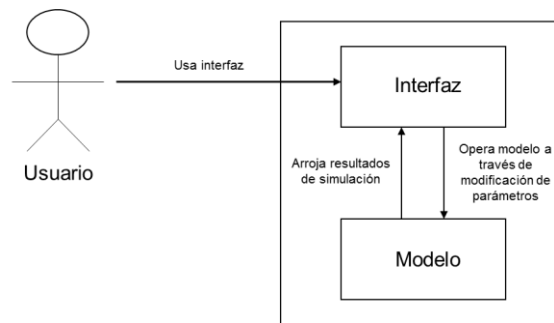 Usa interfaz
Interfaz
Usuario
Arroja resultados
de simulación
Opera modelo a
través de
modificación de
parámetros
Modelo